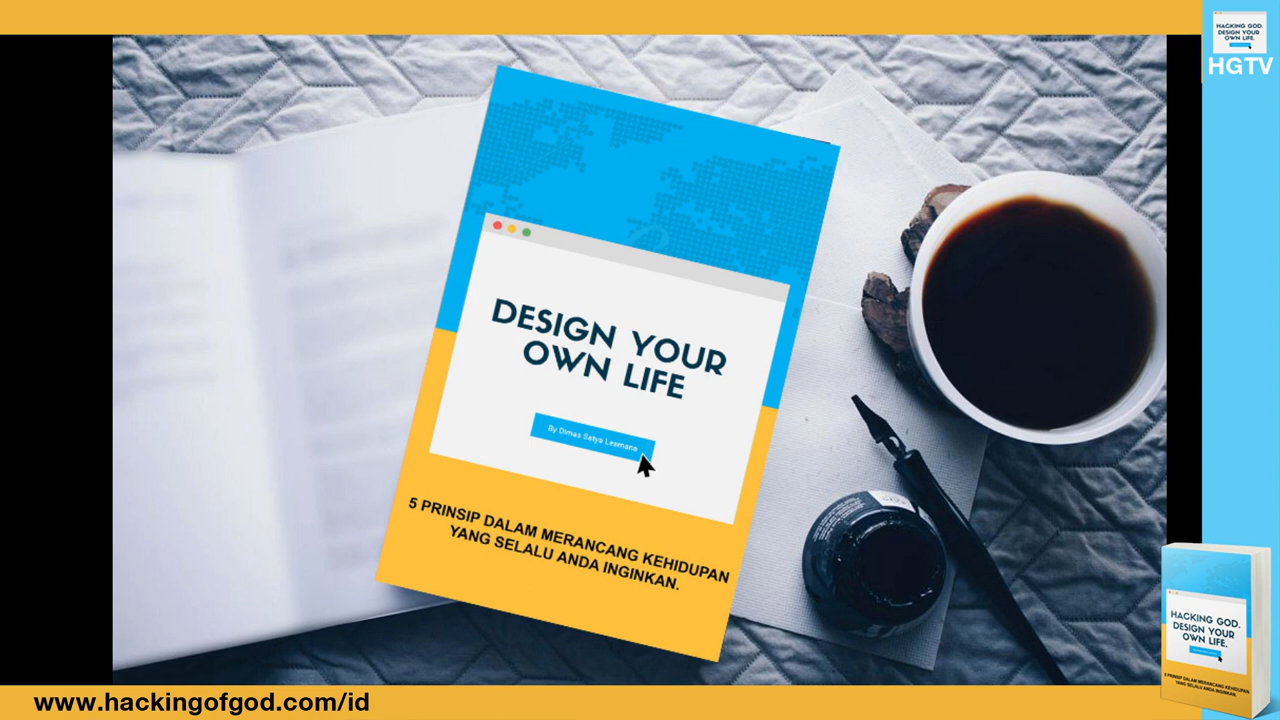 HACKING GOD.
DESIGN YOUR
OWN LIFE.
HGTV
DESIGN YOUR
OWN LIFE
By Dimas Setya Lesmana
5 PRINSIP DALAM MERANCANG KEHIDUPAN
YANG SELALU ANDA INGINKAN.
HACKING GOD.
DESIGN YOUR
OWN LIFE.
5 PRINSIP DALAM MERANCANG KEHIDUPAN
YANG SELALU ANDA INGINKAN.
www.hackingofgod.com/id